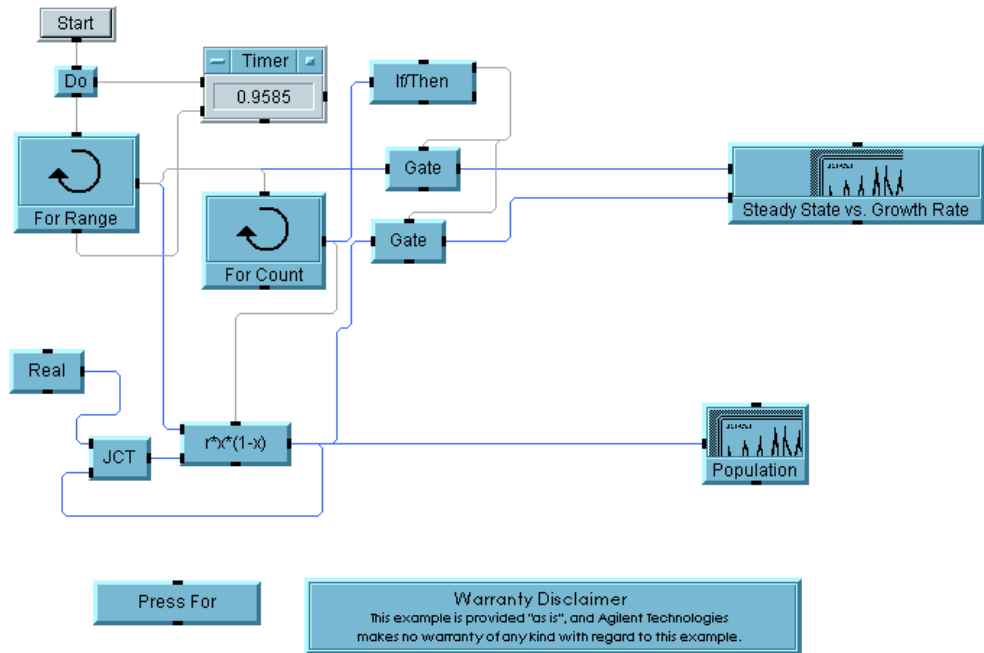 Start
Do
Timer
0.9585
If/Then
For Range
Gate
For Count
Gate
Steady State vs. Growth Rate
Real
JCT
r*x*(1-x)
Population
Press For
Warranty Disclaimer
This example is provided "as is", and Agilent Technologies
makes no warranty of any kind with regard to this example.